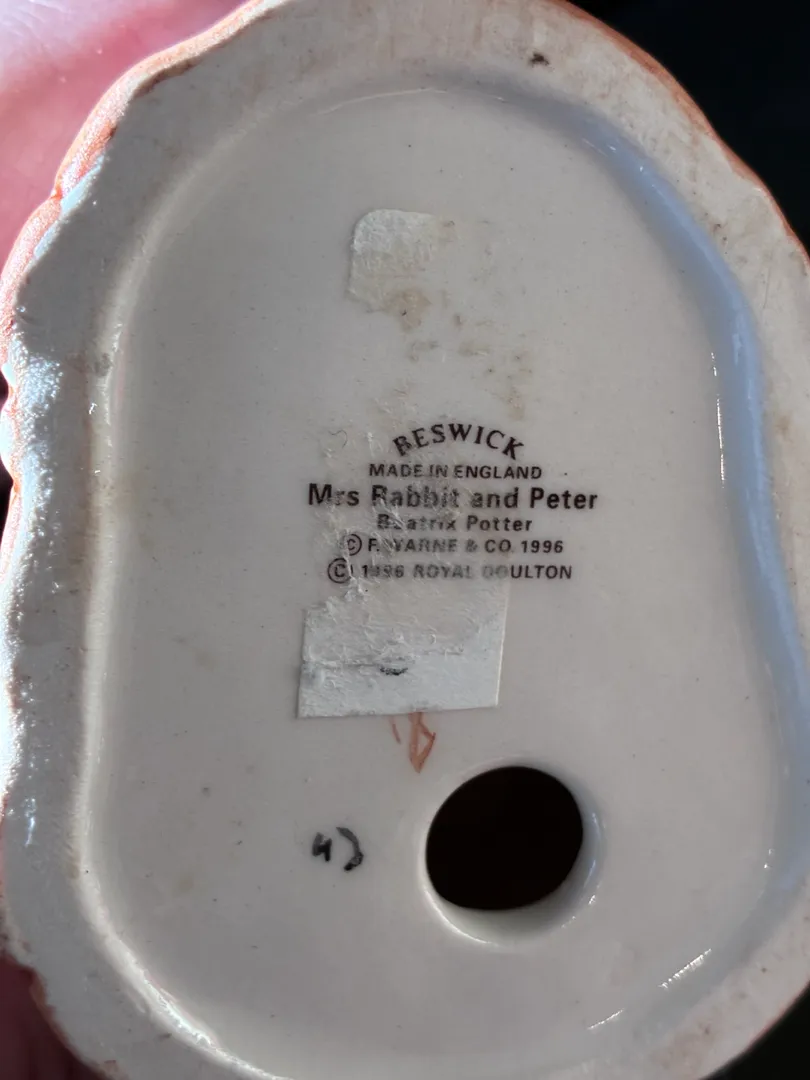 BESWICK
MADE IN ENGLAND
Mrs Rabbit and Peter
Beatrix Potter
© F. WARNE & CO. 1996
© 1996 ROYAL DOULTON